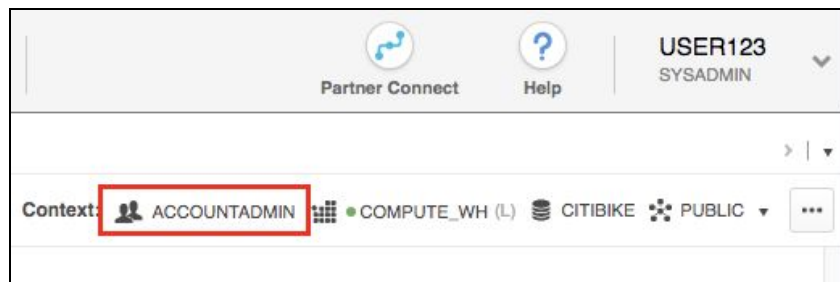 Partner Connect
Help
USER123
SYSADMIN
Context: ACCOUNTADMIN COMPUTE_WH (L) CITIBIKE PUBLIC